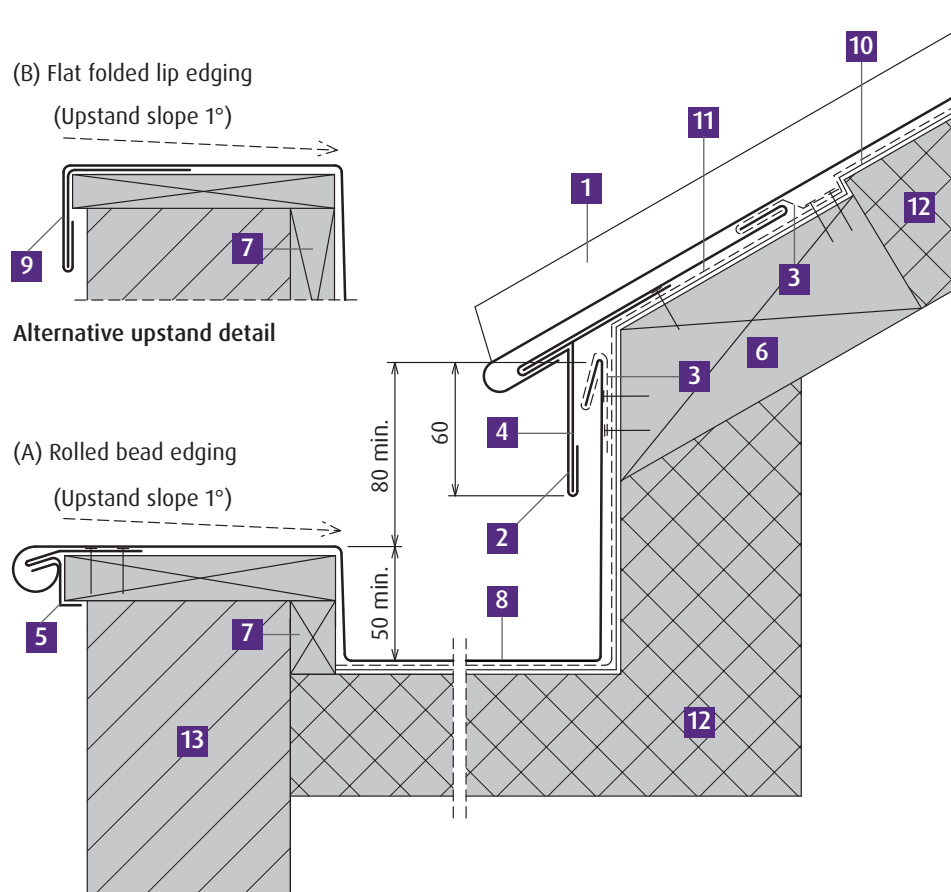 (B) Flat folded lip edging
(Upstand slope 1°)
10
11
1
12
7
9
3
Alternative upstand detail
6
3
4
60
80 min.
(A) Rolled bead edging
(Upstand slope 1°)
2
50 min.
8
5
7
12
13